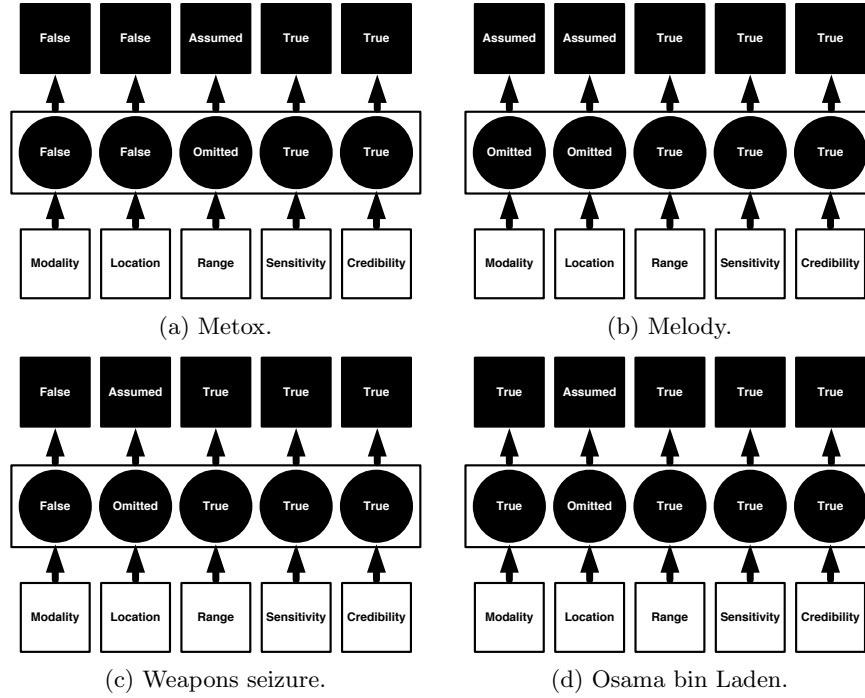 False False Assumed True True
False False Omitted True True
Modality Location Range Sensitivity Credibility
(a) Metox.
Assumed Assumed True True True
Omitted Omitted True True True
Modality Location Range Sensitivity Credibility
(b) Melody.
False Assumed True True True
False Omitted True True True
Modality Location Range Sensitivity Credibility
(c) Weapons seizure.
True Assumed True True True
True Omitted True True True
Modality Location Range Sensitivity Credibility
(d) Osama bin Laden.